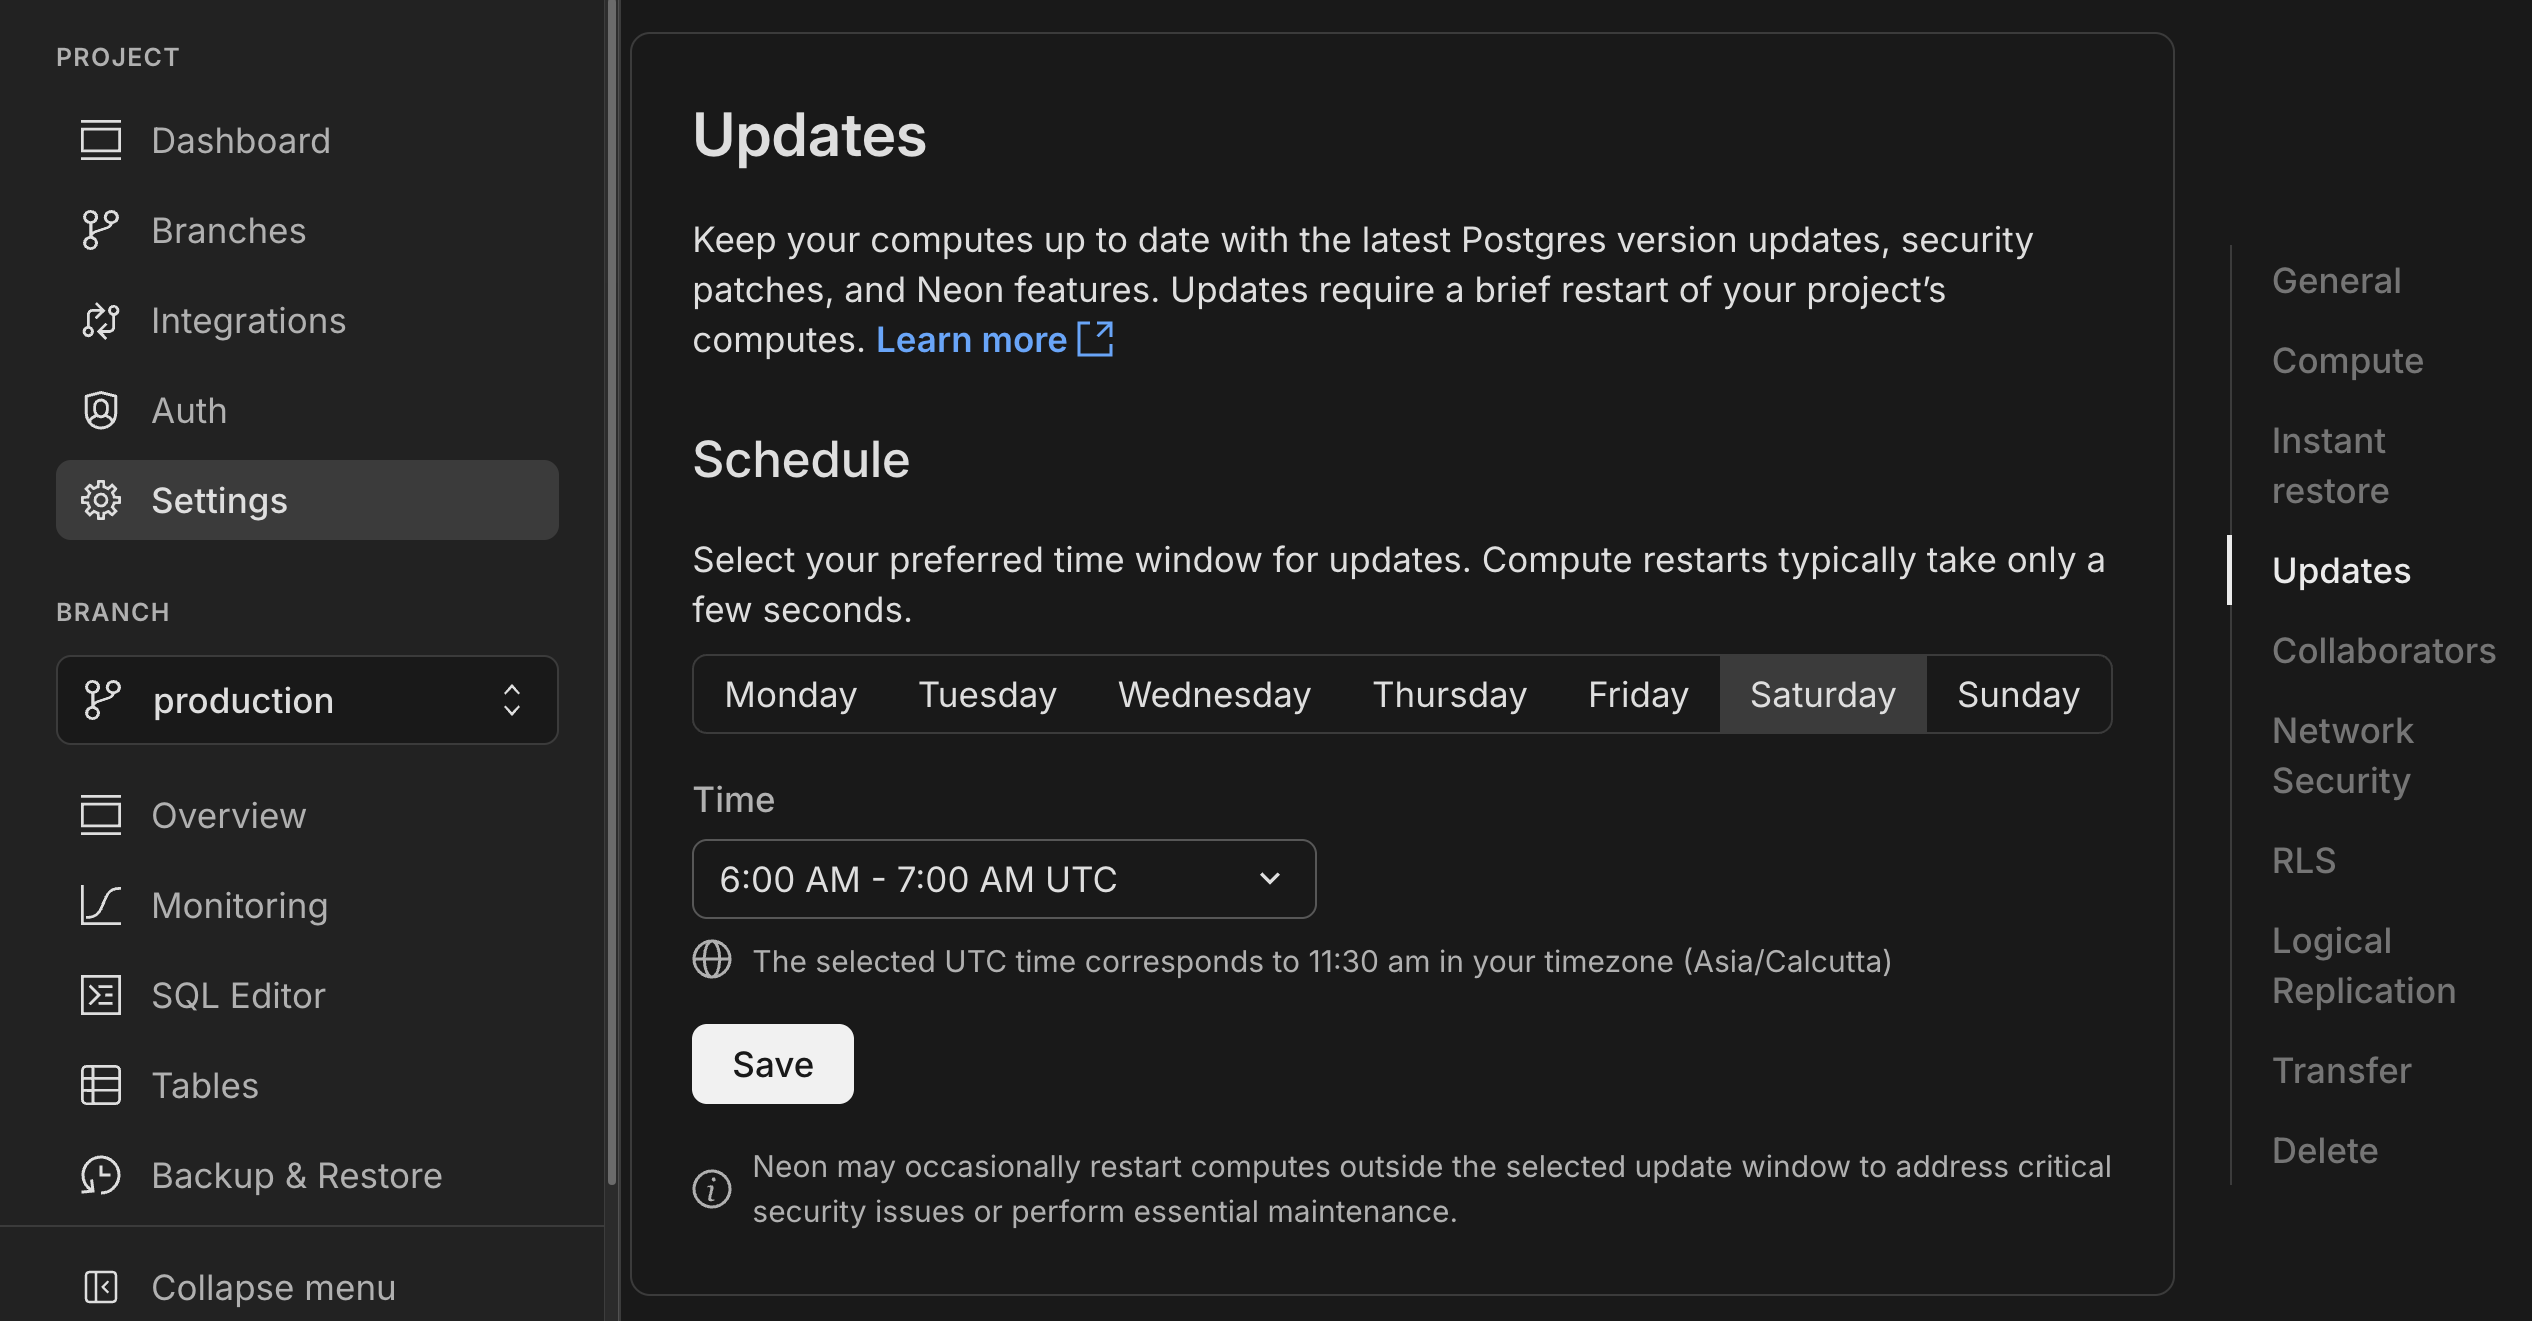 PROJECT
Dashboard
Branches
Integrations
Auth
Settings
BRANCH
production
Overview
Monitoring
SQL Editor
Tables
Backup & Restore
Collapse menu
Updates
Keep your computes up to date with the latest Postgres version updates, security
patches, and Neon features. Updates require a brief restart of your project’s
computes. Learn more
Schedule
Select your preferred time window for updates. Compute restarts typically take only a
few seconds.
Monday Tuesday Wednesday Thursday Friday Saturday Sunday
Time
6:00 AM - 7:00 AM UTC
The selected UTC time corresponds to 11:30 am in your timezone (Asia/Calcutta)
Save
Neon may occasionally restart computes outside the selected update window to address critical
security issues or perform essential maintenance.
General
Compute
Instant
restore
Updates
Collaborators
Network
Security
RLS
Logical
Replication
Transfer
Delete